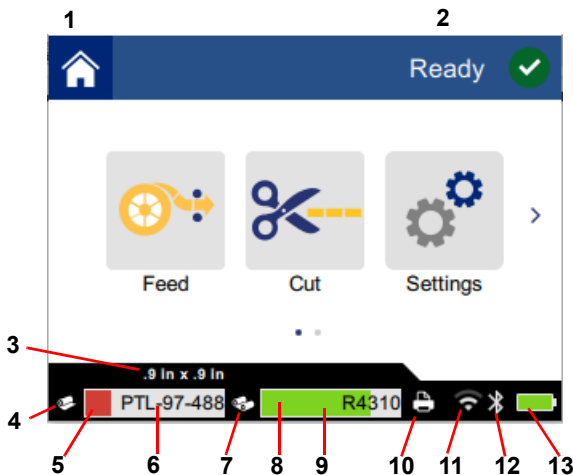 1 2
Ready
Feed Cut Settings
3
.9 in x .9 in
4
PTL-97-488 R4310
5 6 7 8 9 10 11 12 13